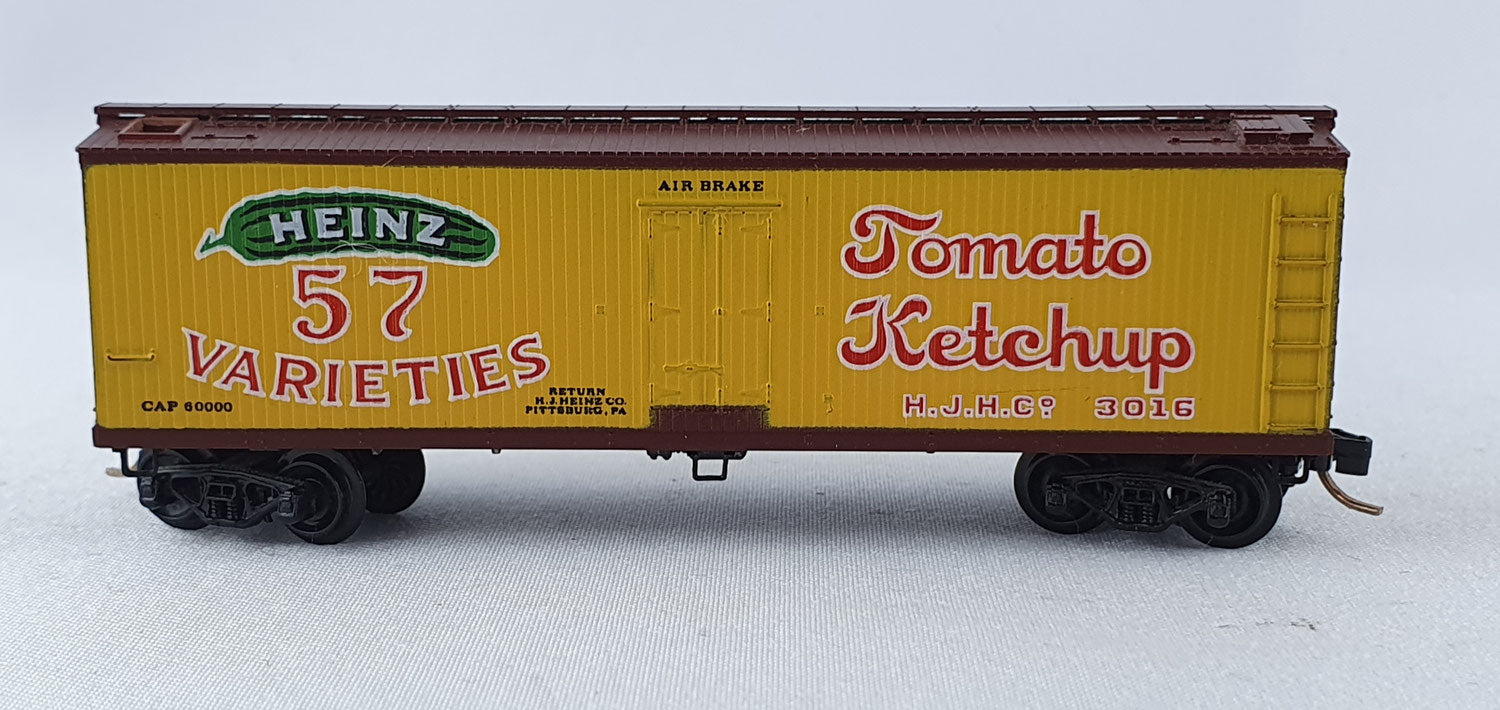 HEINZ
57
VARIETIES
CAP 60000
RETURN
H.J.HEINZ CO.
PITTSBURG, PA
AIR BRAKE
Tomato
Ketchup
H.J.H.Co. 3016